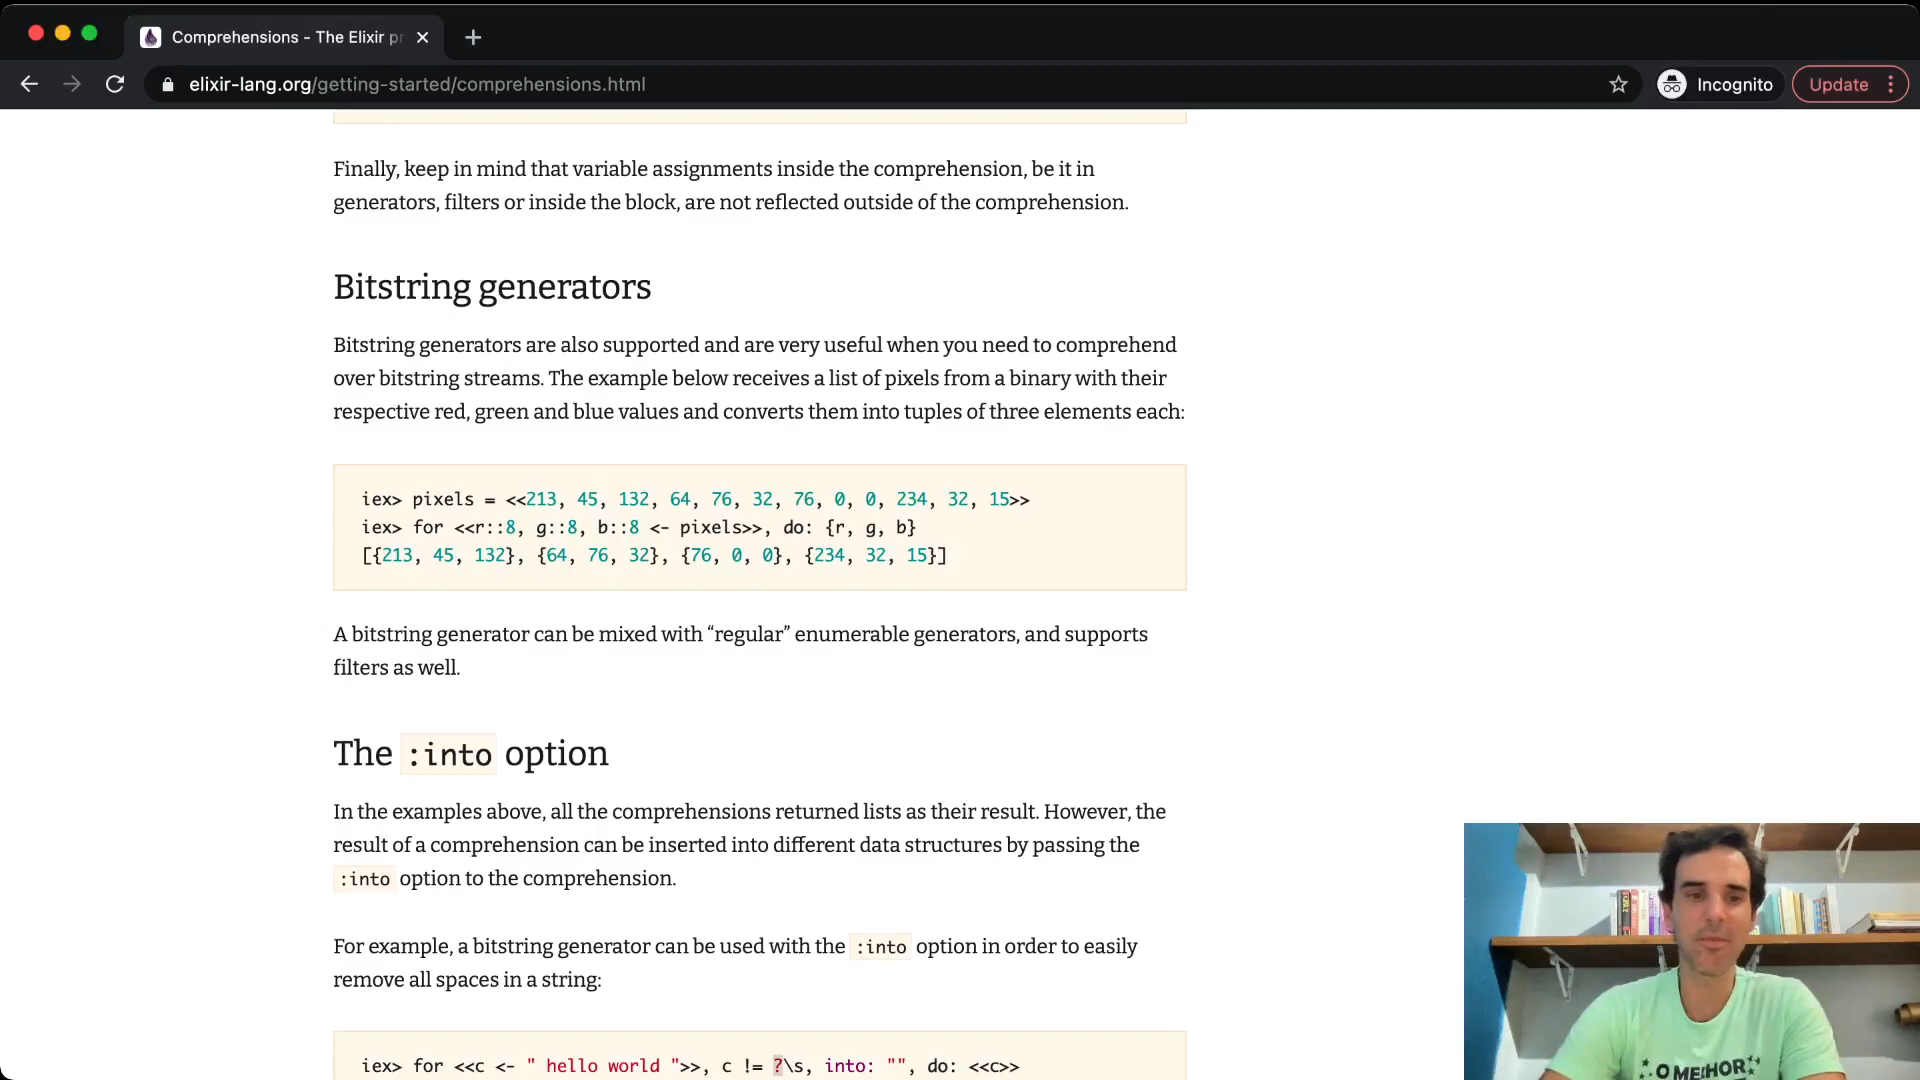 Comprehensions - The Elixir pr
elixir-lang.org/getting-started/comprehensions.html
Incognito
Update
Finally, keep in mind that variable assignments inside the comprehension, be it in
generators, filters or inside the block, are not reflected outside of the comprehension.
Bitstring generators
Bitstring generators are also supported and are very useful when you need to comprehend
over bitstring streams. The example below receives a list of pixels from a binary with their
respective red, green and blue values and converts them into tuples of three elements each:
iex> pixels = <<213, 45, 132, 64, 76, 32, 76, 0, 0, 234, 32, 15>>
iex> for <<r::8, g::8, b::8 <- pixels>>, do: {r, g, b}
[{213, 45, 132}, {64, 76, 32}, {76, 0, 0}, {234, 32, 15}]
A bitstring generator can be mixed with “regular” enumerable generators, and supports
filters as well.
The :into option
In the examples above, all the comprehensions returned lists as their result. However, the
result of a comprehension can be inserted into different data structures by passing the
:into option to the comprehension.
For example, a bitstring generator can be used with the :into option in order to easily
remove all spaces in a string:
iex> for <<c <- " hello world ">>, c != ?\s, into: "", do: <<c>>
O MELHOR